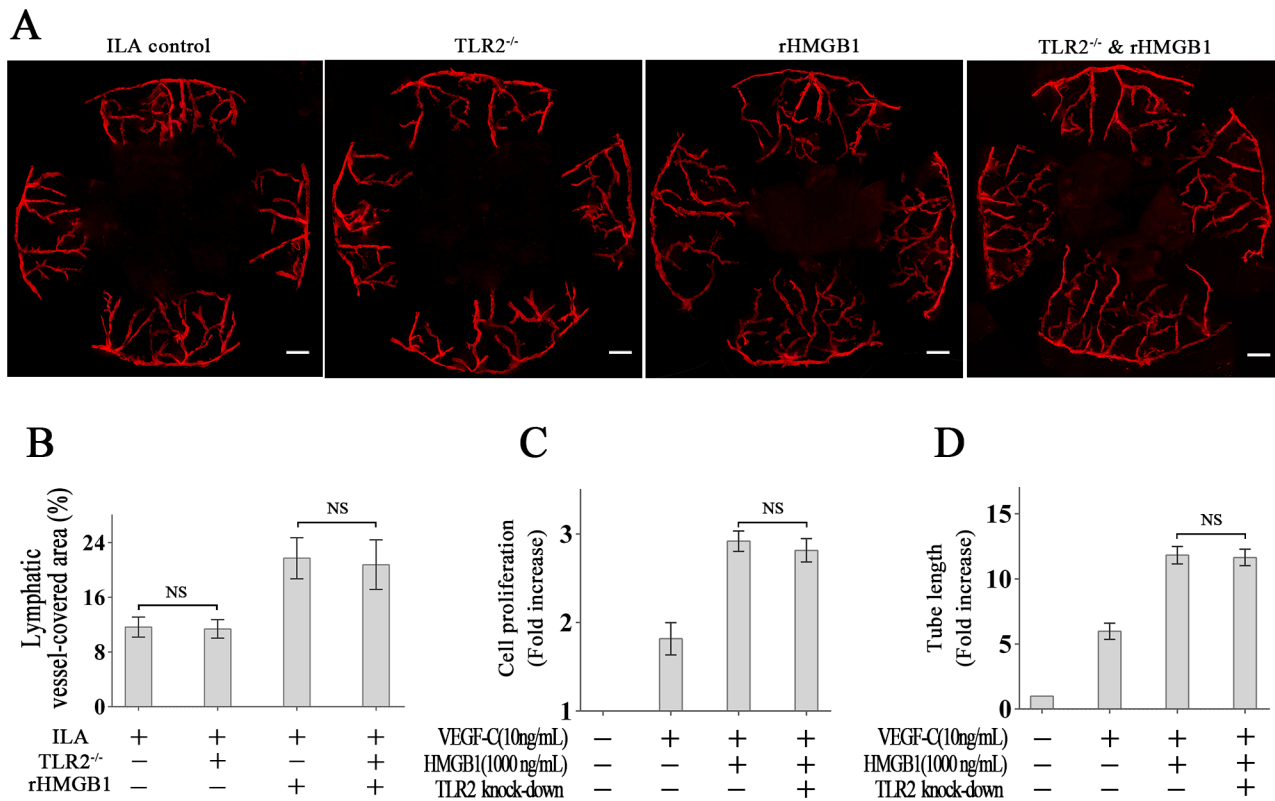 A
ILA control
TLR2-/-
rHMGB1
TLR2-/- & rHMGB1
B
Lymphatic
vessel-covered area (%)
24
16
8
0
NS
NS
ILA + + + +
TLR2-/- — + — +
rHMGB1 — — + +
C
Cell proliferation
(Fold increase)
3
2
1
NS
VEGF-C(10ng/mL) — + + +
HMGB1(1000 ng/mL) — — + +
TLR2 knock-down — — — +
D
Tube length
(Fold increase)
15
10
5
0
NS
VEGF-C(10ng/mL) — + + +
HMGB1(1000 ng/mL) — — + +
TLR2 knock-down — — — +